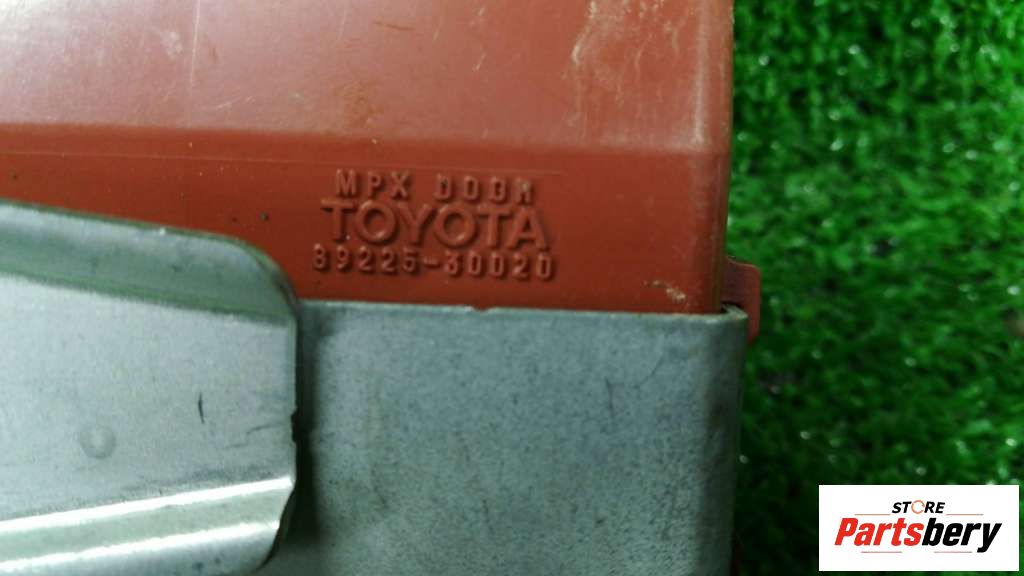 MPX DOOR
TOYOTA
89225-30020
STORE
Partsbery